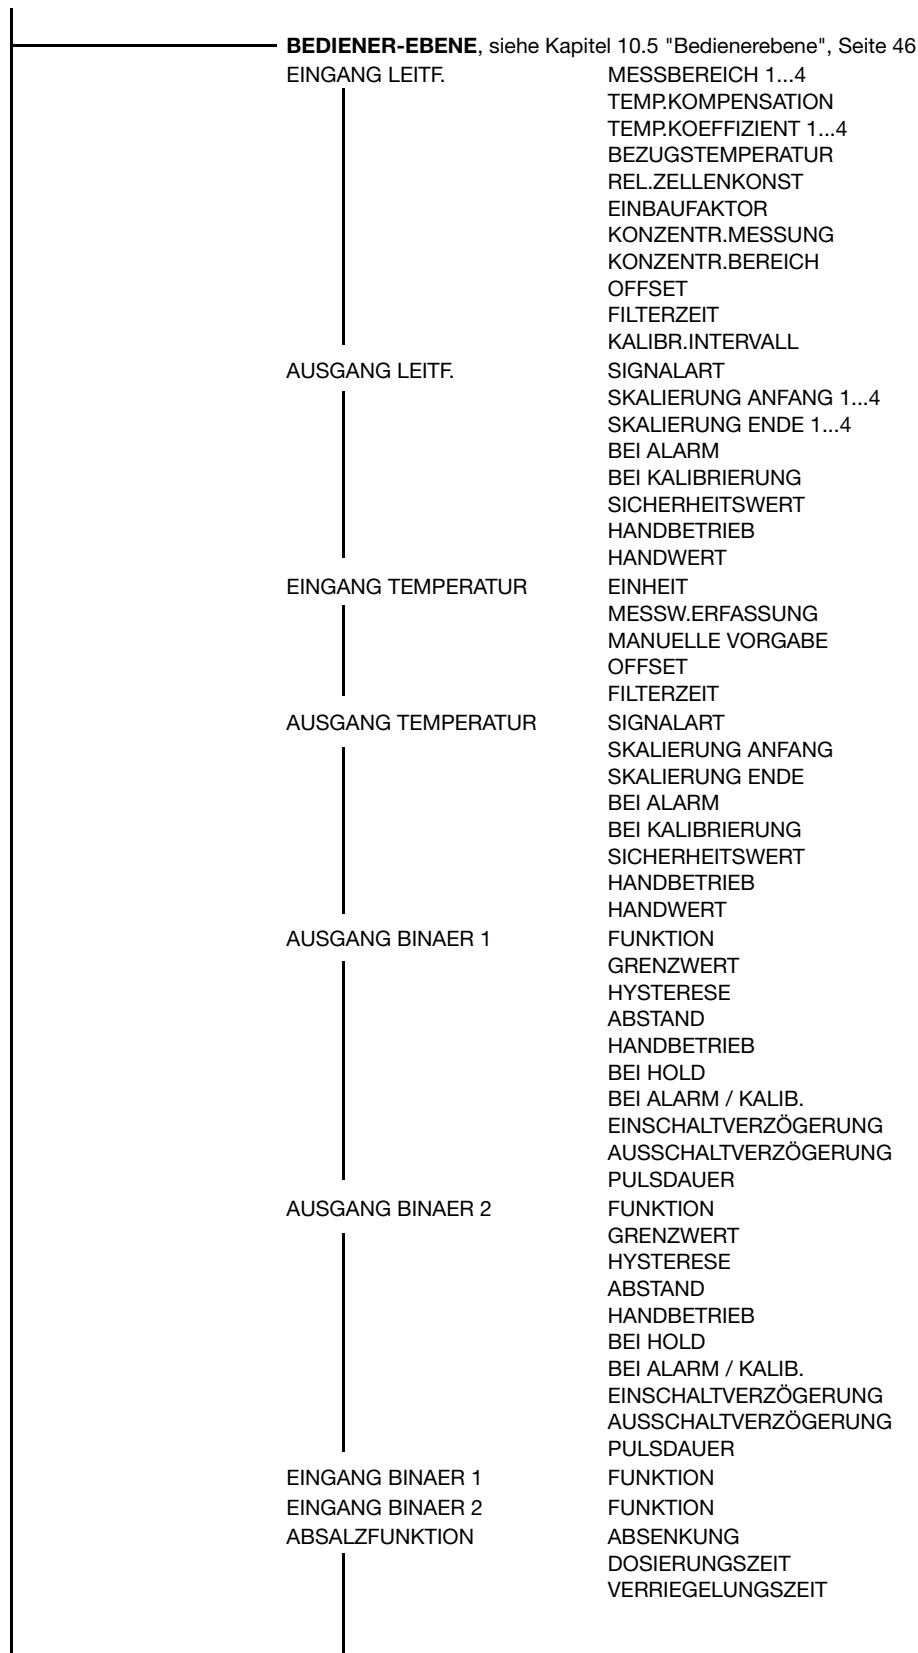 BEDIENER-EBENE, siehe Kapitel 10.5 "Bedienerebene", Seite 46
EINGANG LEITF. MESSBEREICH 1...4
TEMP.KOMPENSATION
TEMP.KOEFFIZIENT 1...4
BEZUGSTEMPERATUR
REL.ZELLENKONST
EINBAUFAKTOR
KONZENTR.MESSUNG
KONZENTR.BEREICH
OFFSET
FILTERZEIT
KALIBR.INTERVALL
AUSGANG LEITF. SIGNALART
SKALIERUNG ANFANG 1...4
SKALIERUNG ENDE 1...4
BEI ALARM
BEI KALIBRIERUNG
SICHERHEITSWERT
HANDBETRIEB
HANDWERT
EINGANG TEMPERATUR EINHEIT
MESSW.ERFASSUNG
MANUELLE VORGABE
OFFSET
FILTERZEIT
AUSGANG TEMPERATUR SIGNALART
SKALIERUNG ANFANG
SKALIERUNG ENDE
BEI ALARM
BEI KALIBRIERUNG
SICHERHEITSWERT
HANDBETRIEB
HANDWERT
AUSGANG BINAER 1 FUNKTION
GRENZWERT
HYSTERESE
ABSTAND
HANDBETRIEB
BEI HOLD
BEI ALARM / KALIB.
EINSCHALTVERZÖGERUNG
AUSSCHALTVERZÖGERUNG
PULSDAUER
AUSGANG BINAER 2 FUNKTION
GRENZWERT
HYSTERESE
ABSTAND
HANDBETRIEB
BEI HOLD
BEI ALARM / KALIB.
EINSCHALTVERZÖGERUNG
AUSSCHALTVERZÖGERUNG
PULSDAUER
EINGANG BINAER 1 FUNKTION
EINGANG BINAER 2 FUNKTION
ABSALZFUNKTION ABSENKUNG
DOSIERUNGSZEIT
VERRIEGELUNGSZEIT